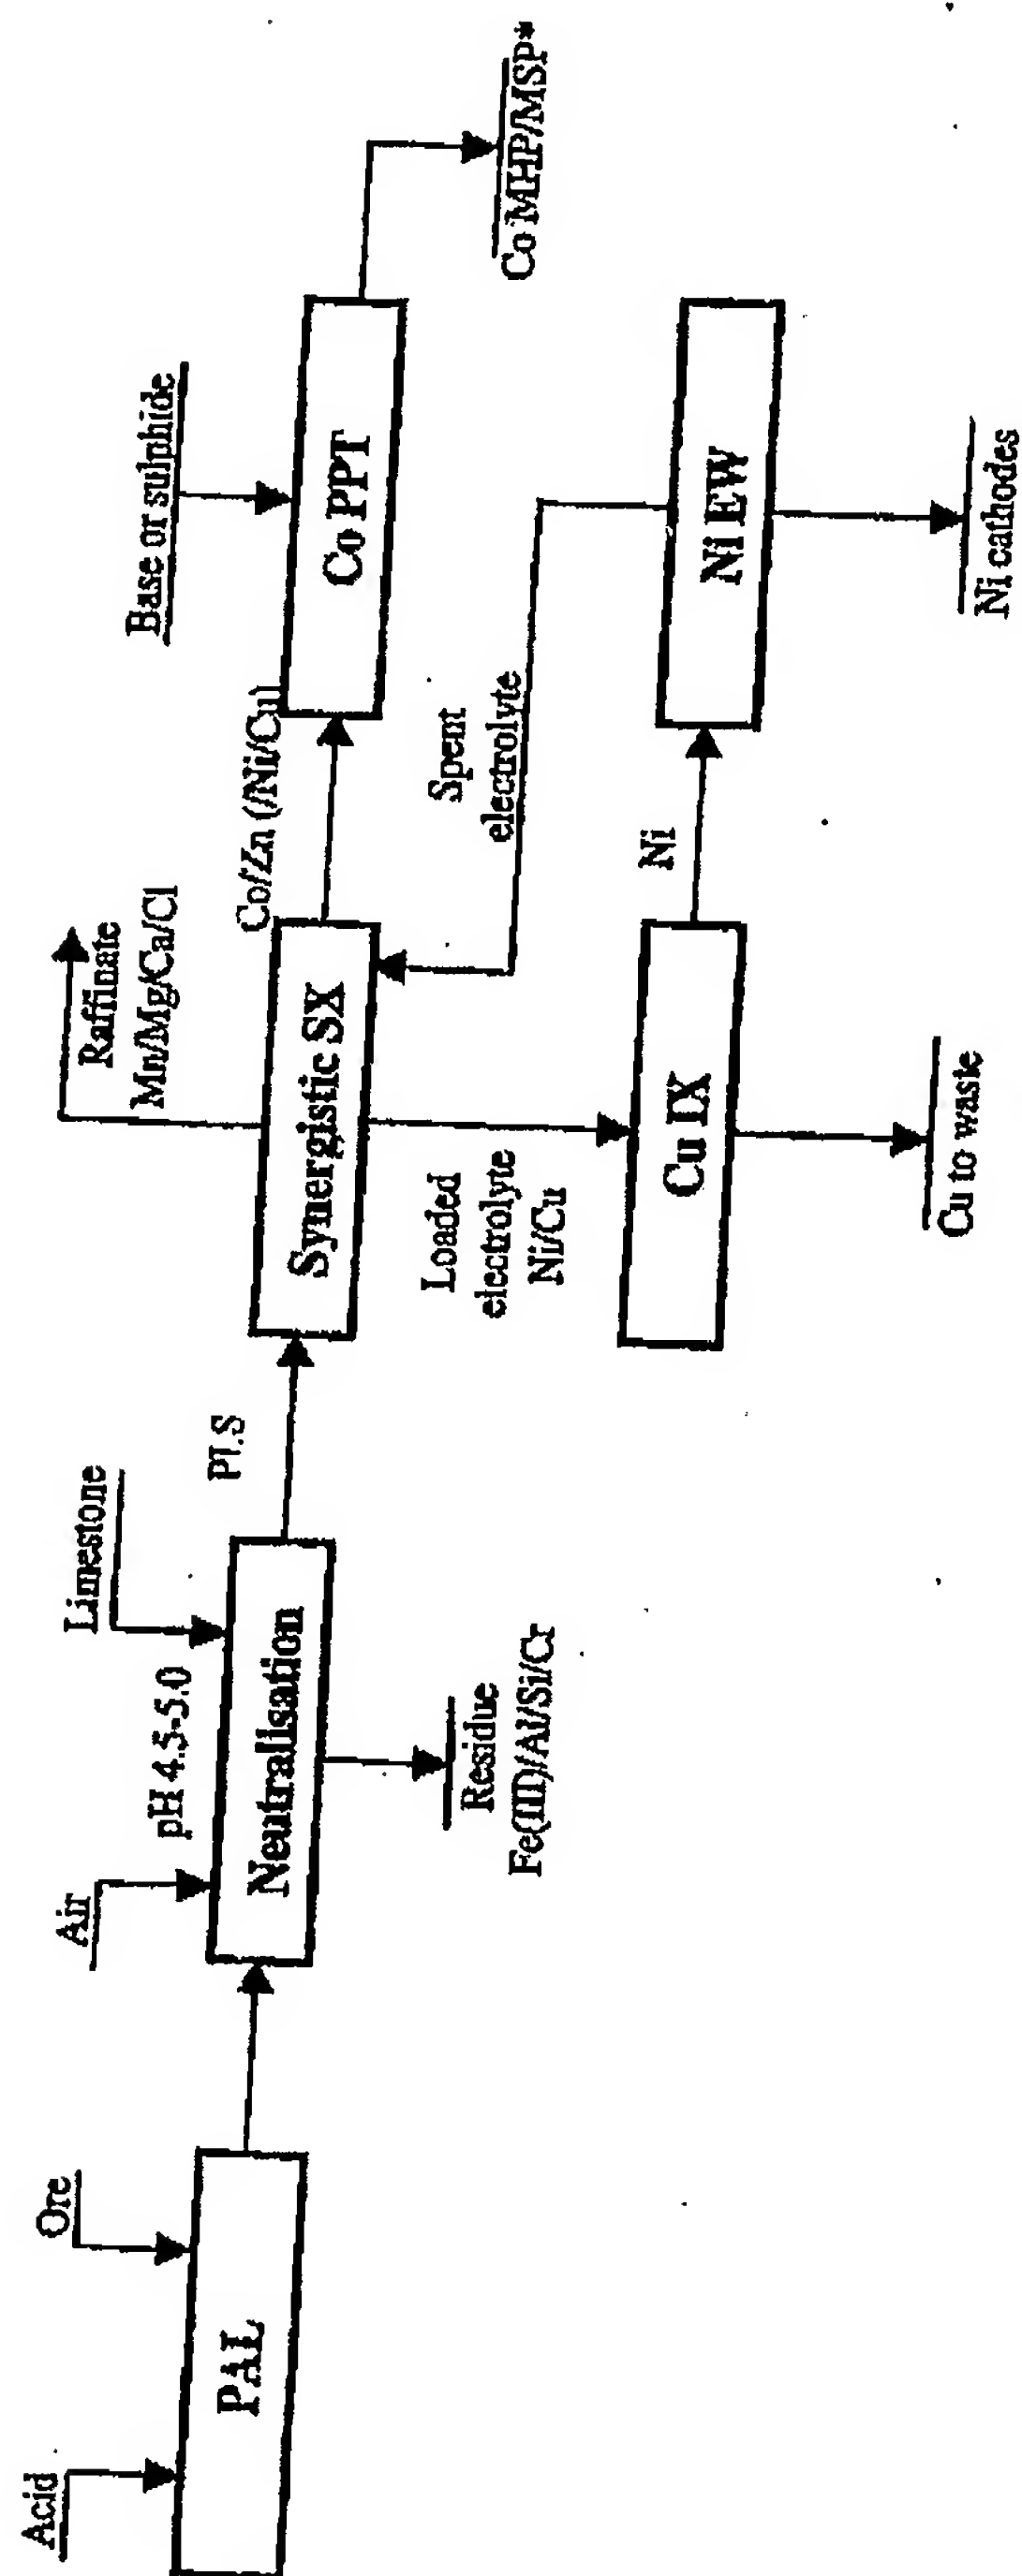 Acid
Ore
PAL
Air
pH 4.5-5.0
Limestone
Neutralisation
Residue
Fe(III)/Al/Si/Cr
PLS
Synergistic SX
Raffinate
Mn/Mg/Ca/Cl
Co/Zn (/Ni/Cu)
Base or sulphide
Co PPT
Co MHP/MSP*
Loaded
electrolyte
Ni/Cu
Spent
electrolyte
Cu IX
Cu to waste
Ni
Ni EW
Ni cathodes